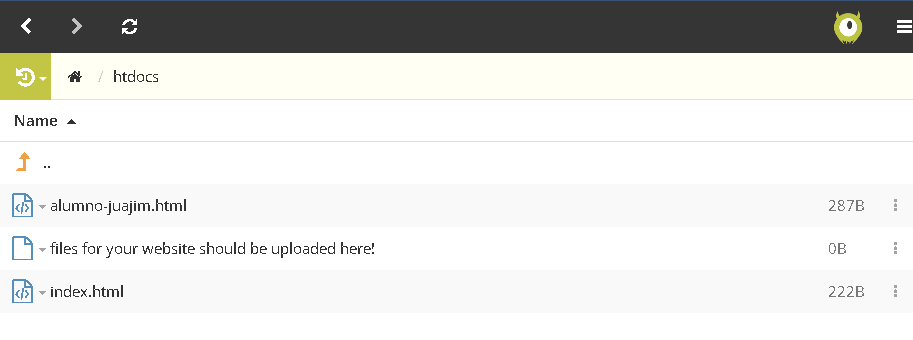 / htdocs
Name
..
alumno-juajim.html 287B
files for your website should be uploaded here! 0B
index.html 222B